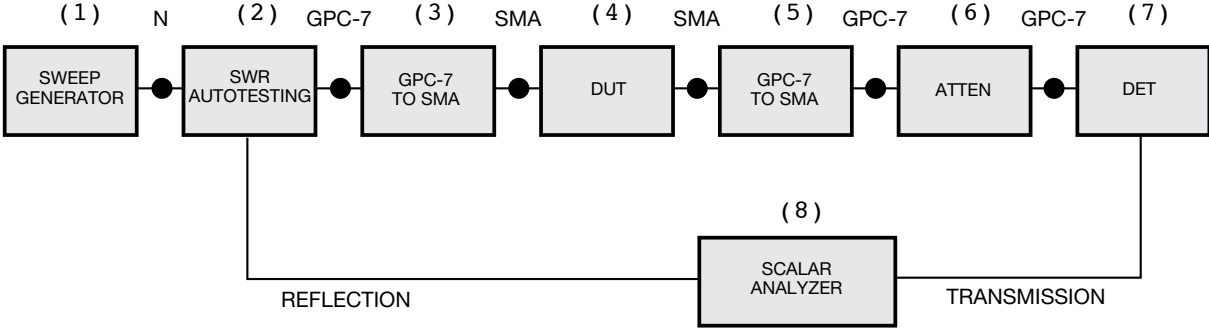 (1) N (2) GPC-7 (3) SMA (4) SMA (5) GPC-7 (6) GPC-7 (7)
SWEEP
GENERATOR
SWR
AUTOTESTING
GPC-7
TO SMA
DUT
GPC-7
TO SMA
ATTEN
DET
(8)
SCALAR
ANALYZER
REFLECTION
TRANSMISSION